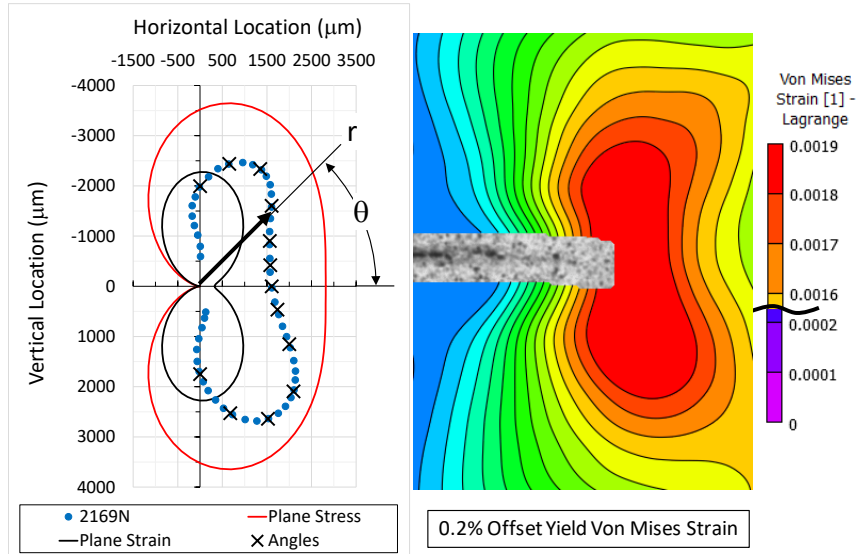 Horizontal Location (μm)
-1500 -500 500 1500 2500 3500
-4000
-3000
-2000
-1000
0
1000
2000
3000
4000
Vertical Location (μm)
r
θ
2169N
Plane Stress
Plane Strain
Angles
Von Mises
Strain [1] -
Lagrange
0.0019
0.0018
0.0017
0.0016
0.0002
0.0001
0
0.2% Offset Yield Von Mises Strain